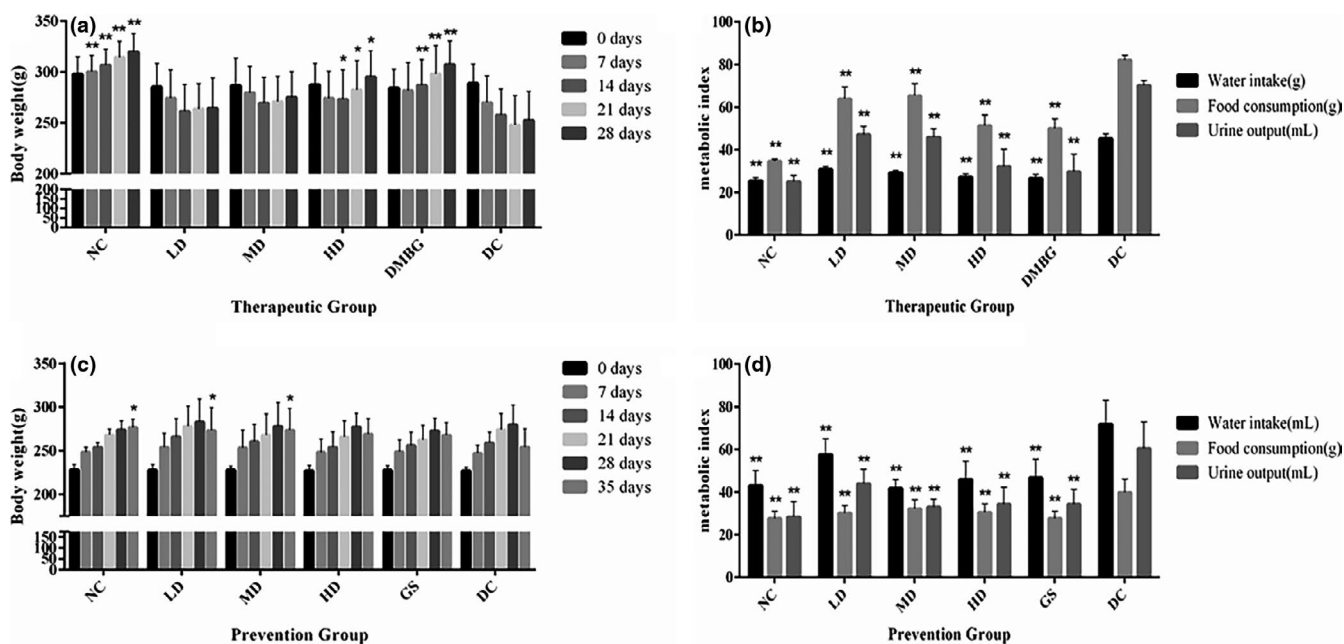 (a)
350
300
250
200
200
150
100
50
0
Body weight(g)
** ** ** **
* * *
** ** **
NC LD MD HD DMBG DC
Therapeutic Group
0 days
7 days
14 days
21 days
28 days
(b)
100
80
60
40
20
0
metabolic index
** ** **
** ** **
** ** **
** ** **
** ** **
NC LD MD HD DMBG DC
Therapeutic Group
Water intake(g)
Food consumption(g)
Urine output(mL)
(c)
350
300
250
200
150
100
50
0
Body weight(g)
* * *
NC LD MD HD GS DC
Prevention Group
0 days
7 days
14 days
21 days
28 days
35 days
(d)
100
80
60
40
20
0
metabolic index
** ** **
** ** **
** ** **
** ** **
** ** **
NC LD MD HD GS DC
Prevention Group
Water intake(mL)
Food consumption(g)
Urine output(mL)